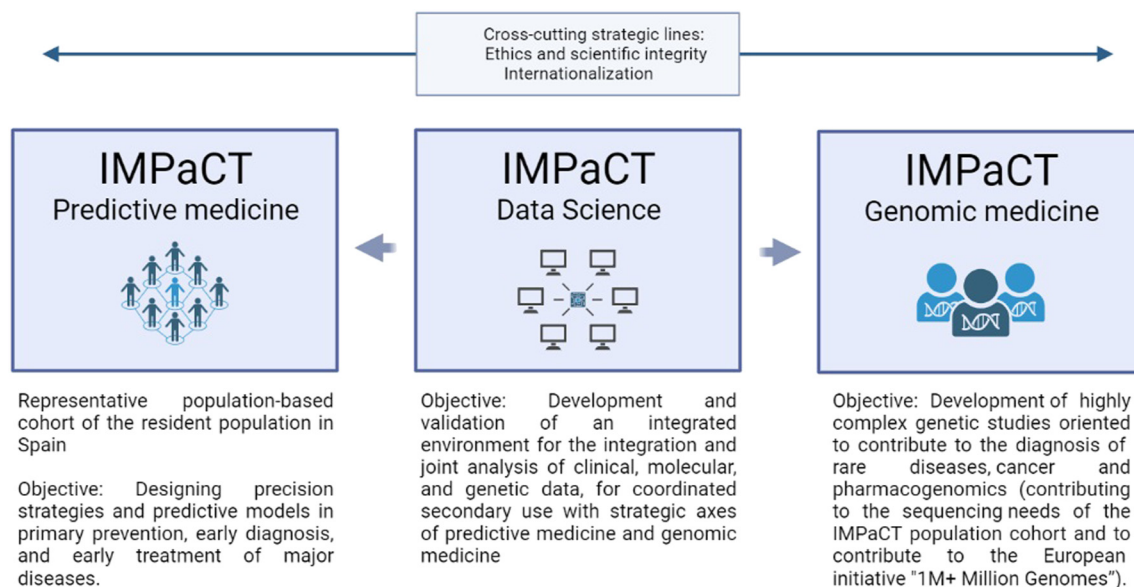 Cross-cutting strategic lines:
Ethics and scientific integrity
Internationalization
IMPaCT
Predictive medicine
IMPaCT
Data Science
IMPaCT
Genomic medicine
Representative population-based
cohort of the resident population in
Spain
Objective: Designing precision
strategies and predictive models in
primary prevention, early diagnosis,
and early treatment of major
diseases.
Objective: Development and
validation of an integrated
environment for the integration and
joint analysis of clinical, molecular,
and genetic data, for coordinated
secondary use with strategic axes
of predictive medicine and genomic
medicine
Objective: Development of highly
complex genetic studies oriented
to contribute to the diagnosis of
rare diseases, cancer and
pharmacogenomics (contributing
to the sequencing needs of the
IMPaCT population cohort and to
contribute to the European
initiative "1M+ Million Genomes”).